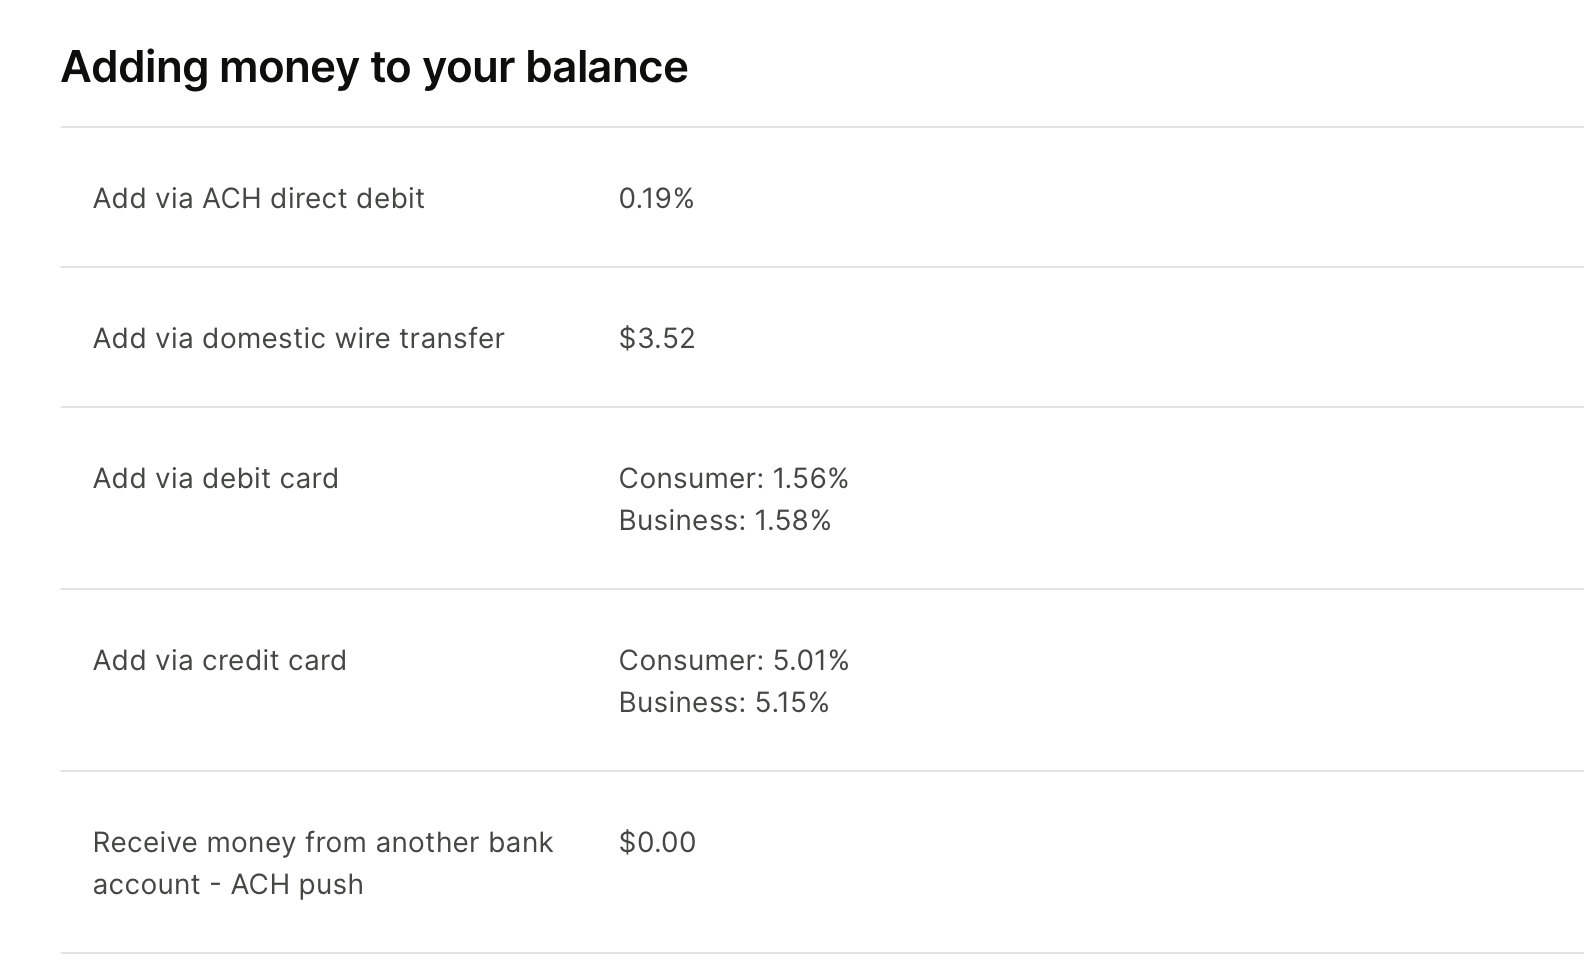 Adding money to your balance
Add via ACH direct debit 0.19%
Add via domestic wire transfer $3.52
Add via debit card Consumer: 1.56%
Business: 1.58%
Add via credit card Consumer: 5.01%
Business: 5.15%
Receive money from another bank $0.00
account - ACH push